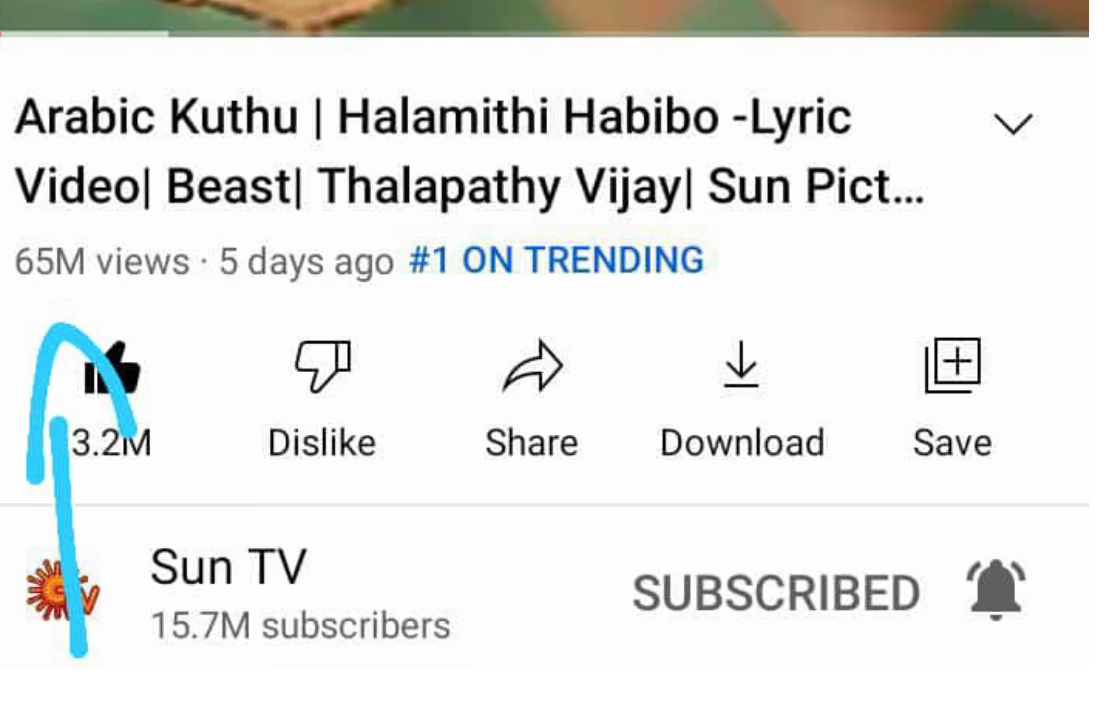 Arabic Kuthu | Halamithi Habibo -Lyric
Video| Beast| Thalapathy Vijay| Sun Pict...
65M views · 5 days ago #1 ON TRENDING
3.2M Dislike Share Download Save
Sun TV
SUBSCRIBED
15.7M subscribers